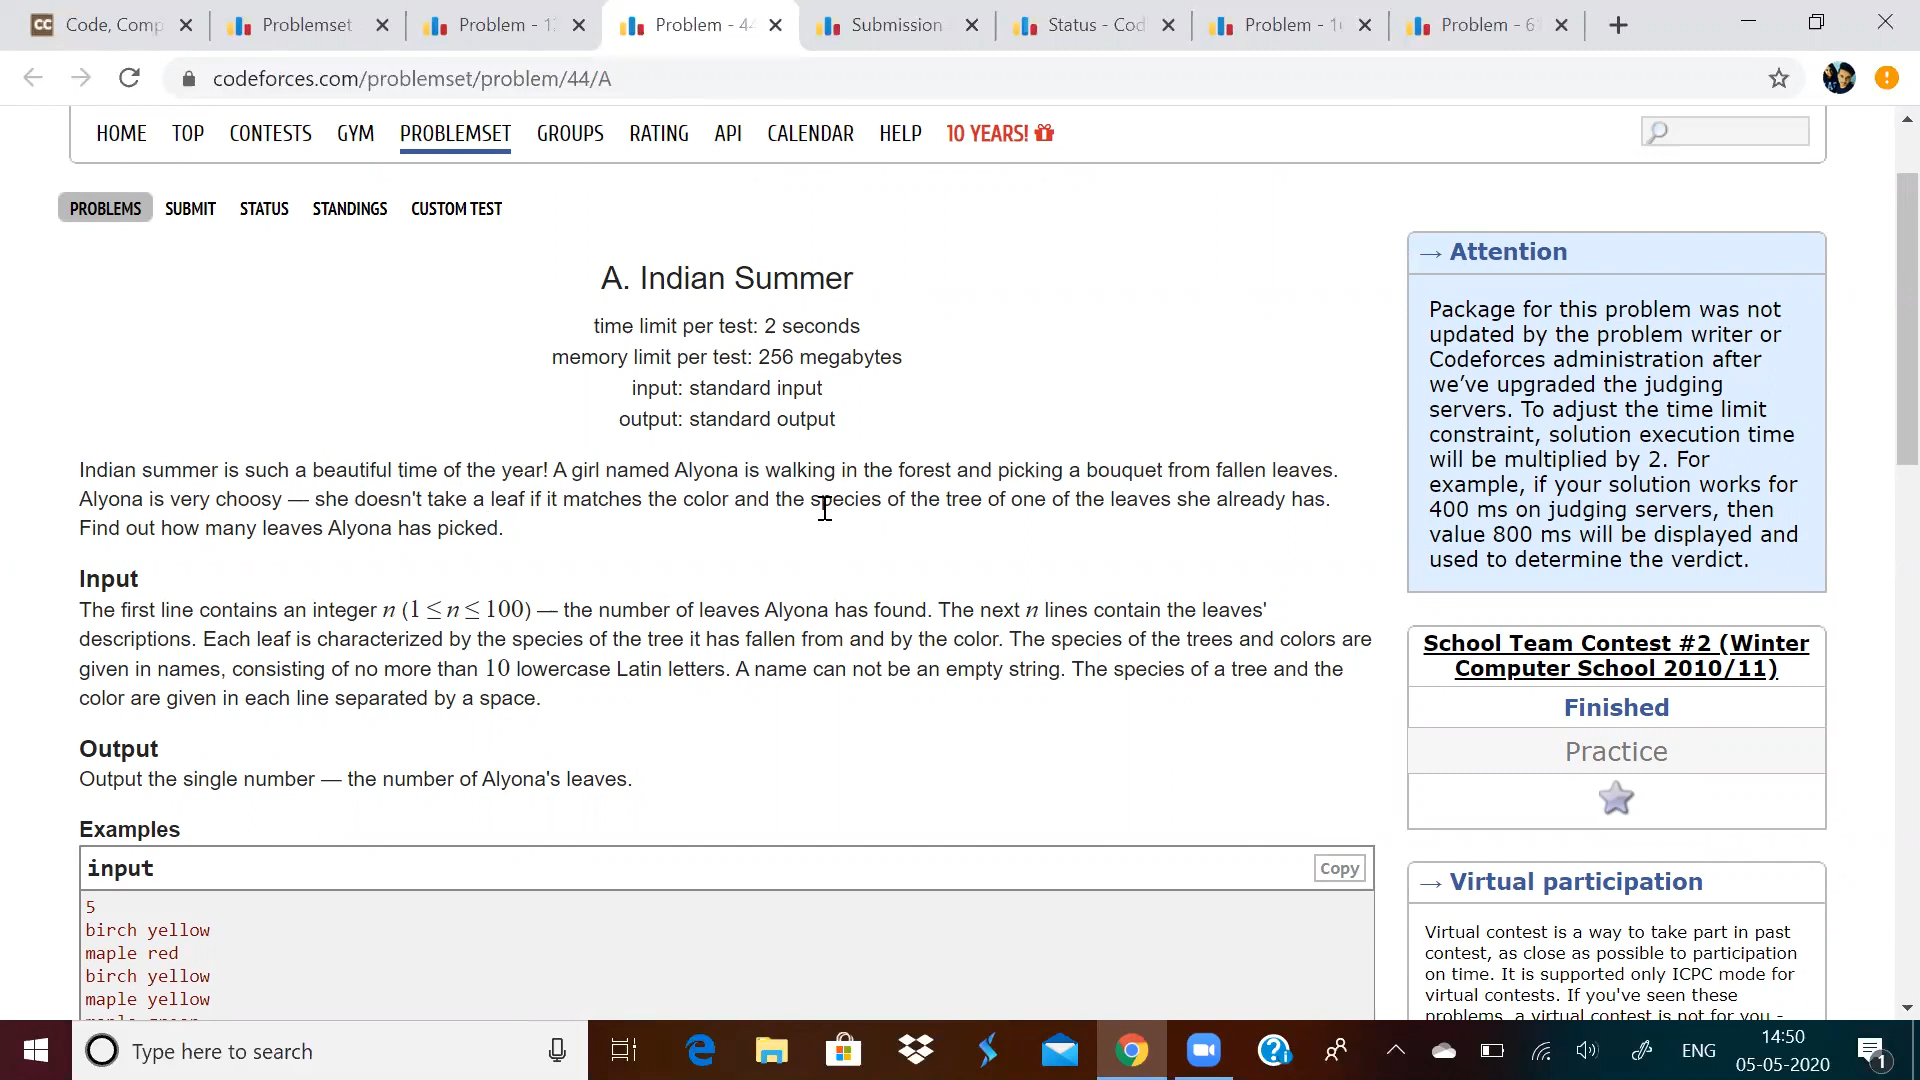 CC Code, Comp
Problemset
Problem - 1
Problem - 44
Submission
Status - Cod
Problem - 1
Problem - 6
codeforces.com/problemset/problem/44/A
HOME TOP CONTESTS GYM PROBLEMSET GROUPS RATING API CALENDAR HELP 10 YEARS!
PROBLEMS SUBMIT STATUS STANDINGS CUSTOM TEST
A. Indian Summer
time limit per test: 2 seconds
memory limit per test: 256 megabytes
input: standard input
output: standard output
Indian summer is such a beautiful time of the year! A girl named Alyona is walking in the forest and picking a bouquet from fallen leaves.
Alyona is very choosy — she doesn't take a leaf if it matches the color and the species of the tree of one of the leaves she already has.
Find out how many leaves Alyona has picked.
Input
The first line contains an integer n (1 ≤ n ≤ 100) — the number of leaves Alyona has found. The next n lines contain the leaves'
descriptions. Each leaf is characterized by the species of the tree it has fallen from and by the color. The species of the trees and colors are
given in names, consisting of no more than 10 lowercase Latin letters. A name can not be an empty string. The species of a tree and the
color are given in each line separated by a space.
Output
Output the single number — the number of Alyona's leaves.
Examples
input
Copy
5
birch yellow
maple red
birch yellow
maple yellow
maple green
→ Attention
Package for this problem was not
updated by the problem writer or
Codeforces administration after
we’ve upgraded the judging
servers. To adjust the time limit
constraint, solution execution time
will be multiplied by 2. For
example, if your solution works for
400 ms on judging servers, then
value 800 ms will be displayed and
used to determine the verdict.
School Team Contest #2 (Winter
Computer School 2010/11)
Finished
Practice
→ Virtual participation
Virtual contest is a way to take part in past
contest, as close as possible to participation
on time. It is supported only ICPC mode for
virtual contests. If you've seen these
problems, a virtual contest is not for you -
Type here to search
ENG
14:50
05-05-2020
1